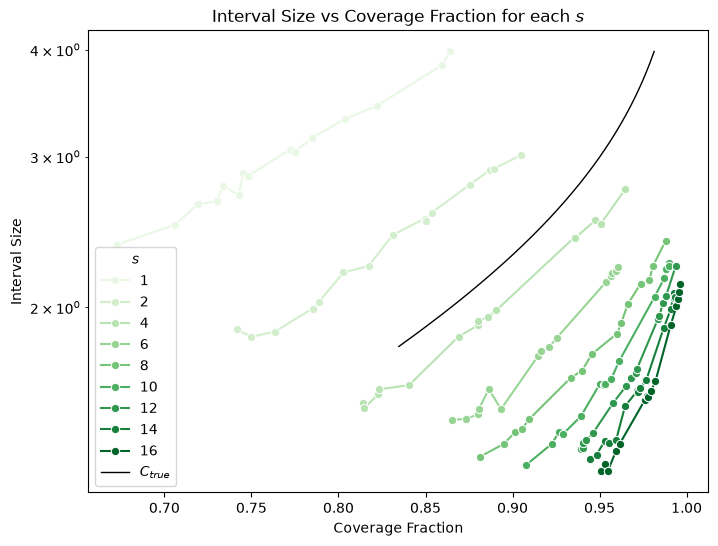 Interval Size vs Coverage Fraction for each s
4 × 10⁰
3 × 10⁰
2 × 10⁰
Interval Size
s
1
2
4
6
8
10
12
14
16
C_true
0.70 0.75 0.80 0.85 0.90 0.95 1.00
Coverage Fraction